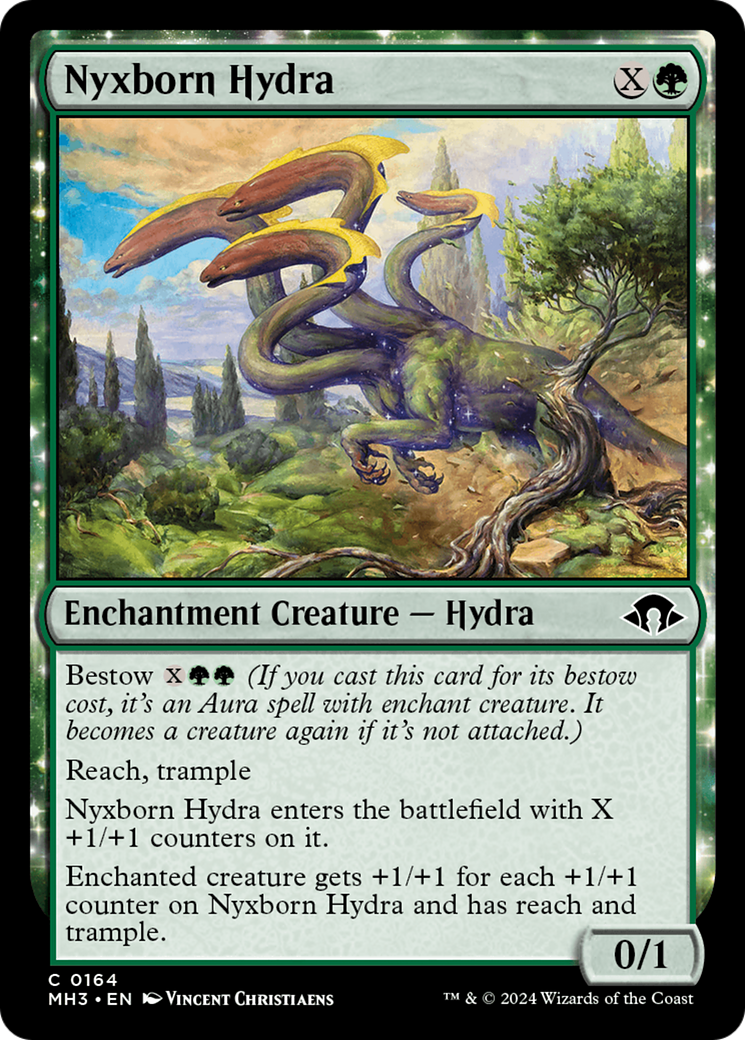 Nyxborn Hydra X
Enchantment Creature — Hydra
Bestow X (If you cast this card for its bestow
cost, it's an Aura spell with enchant creature. It
becomes a creature again if it's not attached.)
Reach, trample
Nyxborn Hydra enters the battlefield with X
+1/+1 counters on it.
Enchanted creature gets +1/+1 for each +1/+1
counter on Nyxborn Hydra and has reach and
trample.
0/1
C 0164
MH3 • EN Vincent Christiaens
™ & © 2024 Wizards of the Coast